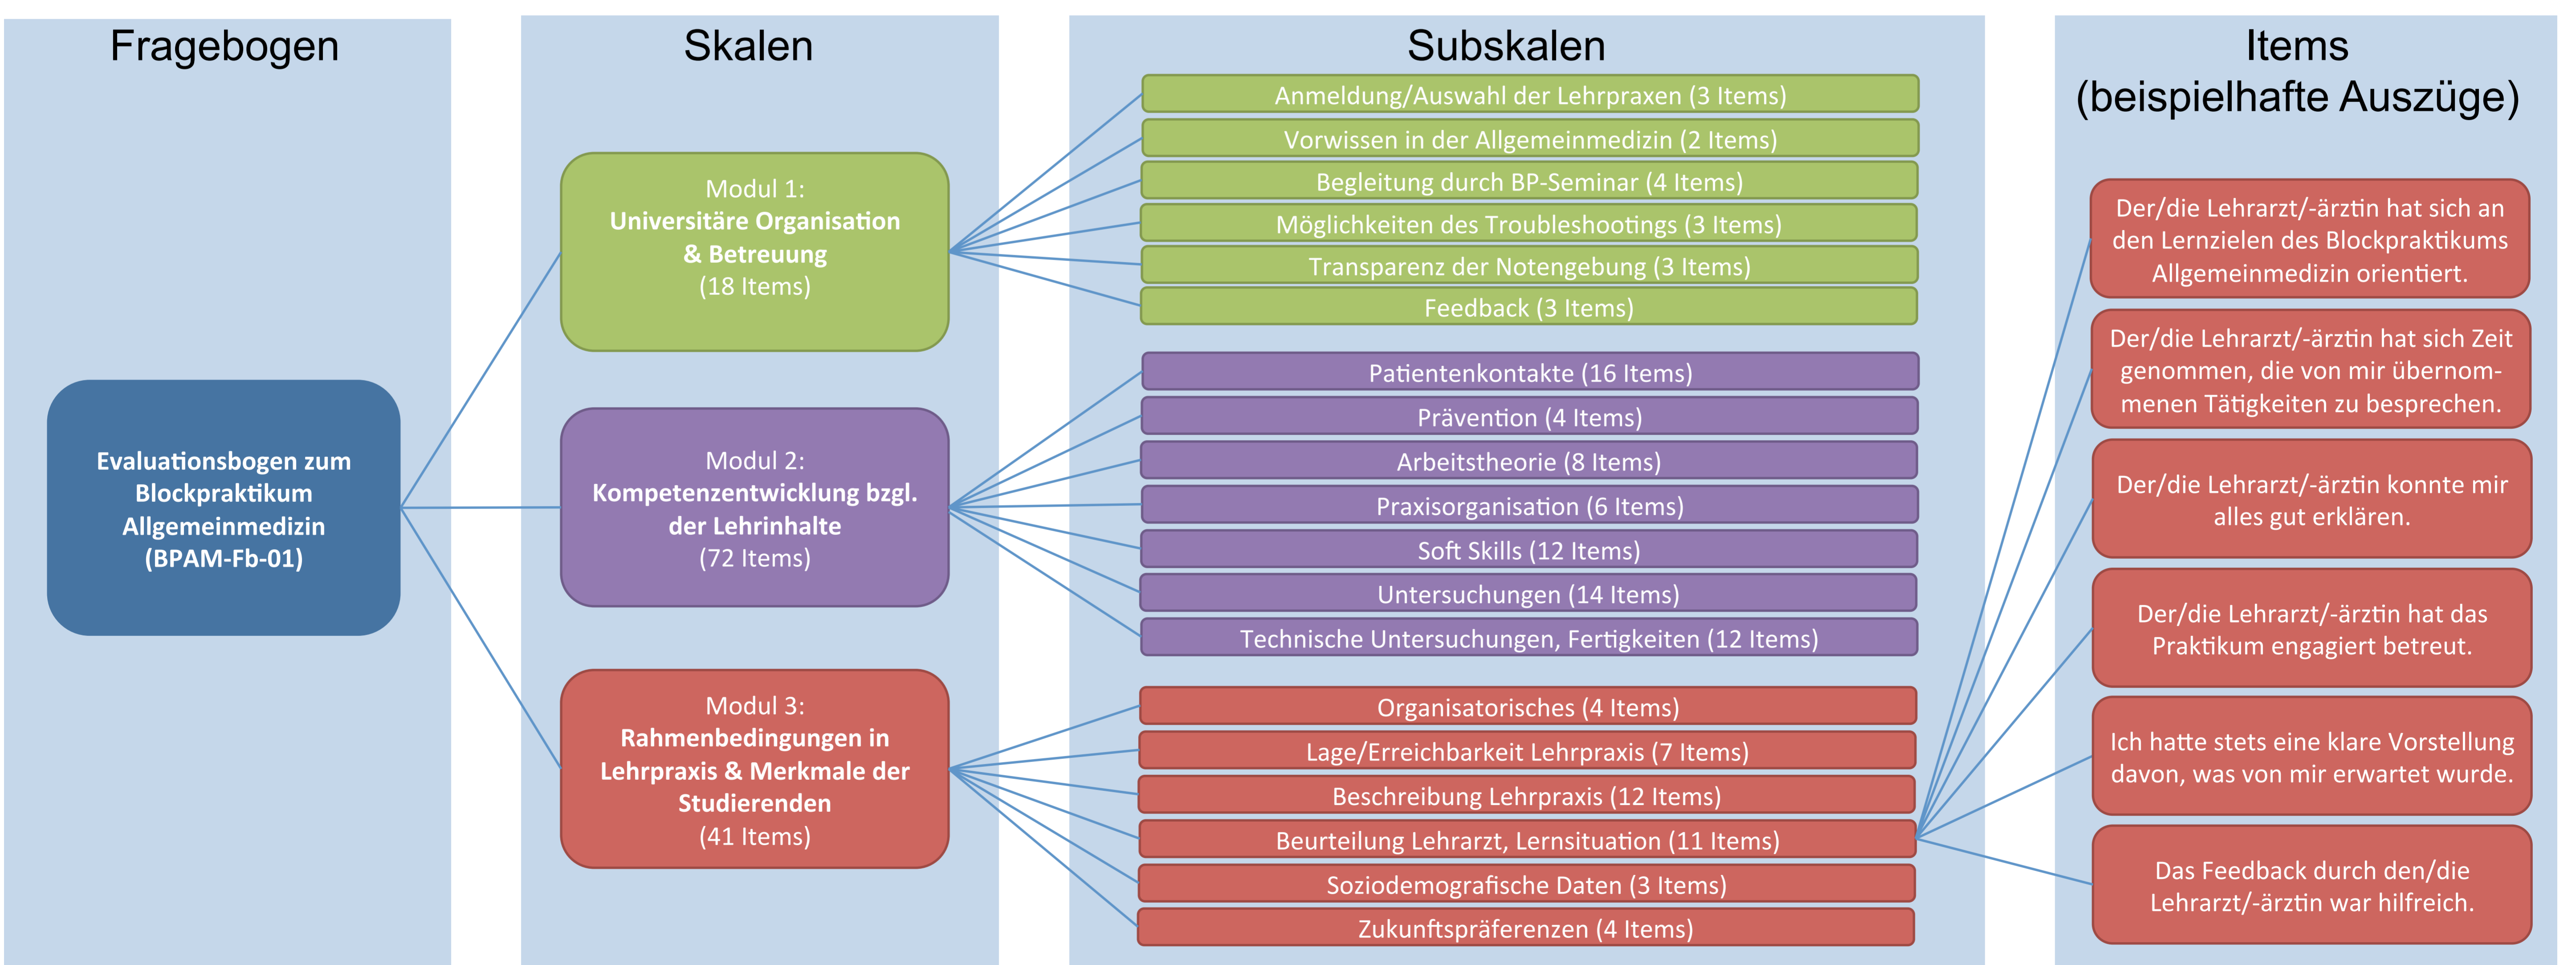 Fragebogen
Evaluationsbogen zum
Blockpraktikum
Allgemeinmedizin
(BPAM-Fb-01)
Skalen
Modul 1:
Universitäre Organisation
& Betreuung
(18 Items)
Modul 2:
Kompetenzentwicklung bzgl.
der Lehrinhalte
(72 Items)
Modul 3:
Rahmenbedingungen in
Lehrpraxis & Merkmale der
Studierenden
(41 Items)
Subskalen
Anmeldung/Auswahl der Lehrpraxen (3 Items)
Vorwissen in der Allgemeinmedizin (2 Items)
Begleitung durch BP-Seminar (4 Items)
Möglichkeiten des Troubleshootings (3 Items)
Transparenz der Notengebung (3 Items)
Feedback (3 Items)
Patientenkontakte (16 Items)
Prävention (4 Items)
Arbeitstheorie (8 Items)
Praxisorganisation (6 Items)
Soft Skills (12 Items)
Untersuchungen (14 Items)
Technische Untersuchungen, Fertigkeiten (12 Items)
Organisatorisches (4 Items)
Lage/Erreichbarkeit Lehrpraxis (7 Items)
Beschreibung Lehrpraxis (12 Items)
Beurteilung Lehrarzt, Lernsituation (11 Items)
Soziodemografische Daten (3 Items)
Zukunftspräferenzen (4 Items)
Items
(beispielhafte Auszüge)
Der/die Lehrarzt/-ärztin hat sich an
den Lernzielen des Blockpraktikums
Allgemeinmedizin orientiert.
Der/die Lehrarzt/-ärztin hat sich Zeit
genommen, die von mir übernom-
menen Tätigkeiten zu besprechen.
Der/die Lehrarzt/-ärztin konnte mir
alles gut erklären.
Der/die Lehrarzt/-ärztin hat das
Praktikum engagiert betreut.
Ich hatte stets eine klare Vorstellung
davon, was von mir erwartet wurde.
Das Feedback durch den/die
Lehrarzt/-ärztin war hilfreich.